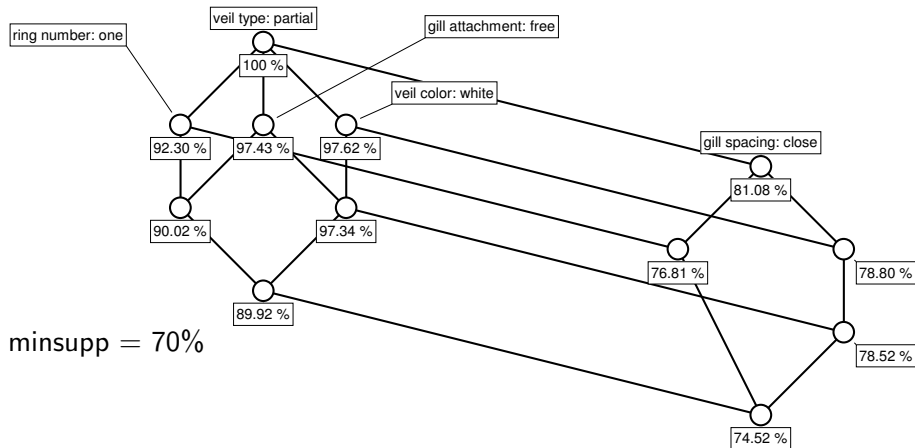 veil type: partial
ring number: one
gill attachment: free
100 %
veil color: white
92.30 %
97.43 %
97.62 %
gill spacing: close
81.08 %
90.02 %
97.34 %
76.81 %
78.80 %
89.92 %
minsupp = 70%
78.52 %
74.52 %